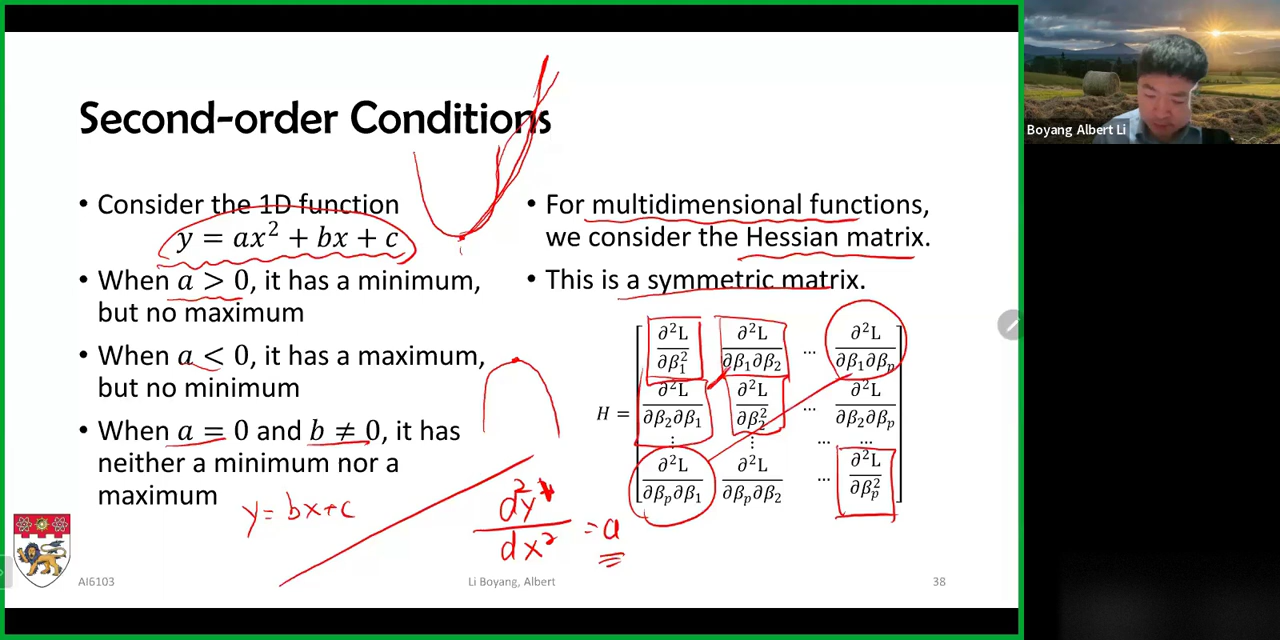 Second-order Conditions
• Consider the 1D function
y = ax² + bx + c
• When a > 0, it has a minimum,
but no maximum
• When a < 0, it has a maximum,
but no minimum
• When a = 0 and b ≠ 0, it has
neither a minimum nor a
maximum
y = bx+c
d²y
dx²
= a
• For multidimensional functions,
we consider the Hessian matrix.
• This is a symmetric matrix.
∂²L ∂²L ∂²L
∂β₁² ∂β₁∂β₂ ⋯ ∂β₁∂βₚ
∂²L ∂²L ∂²L
H = ∂β₂∂β₁ ∂β₂² ⋯ ∂β₂∂βₚ
⋮ ⋮ ⋯ ⋯
∂²L ∂²L ∂²L
∂βₚ∂β₁ ∂βₚ∂β₂ ⋯ ∂βₚ²
AI6103
Li Boyang, Albert
38
Boyang Albert Li